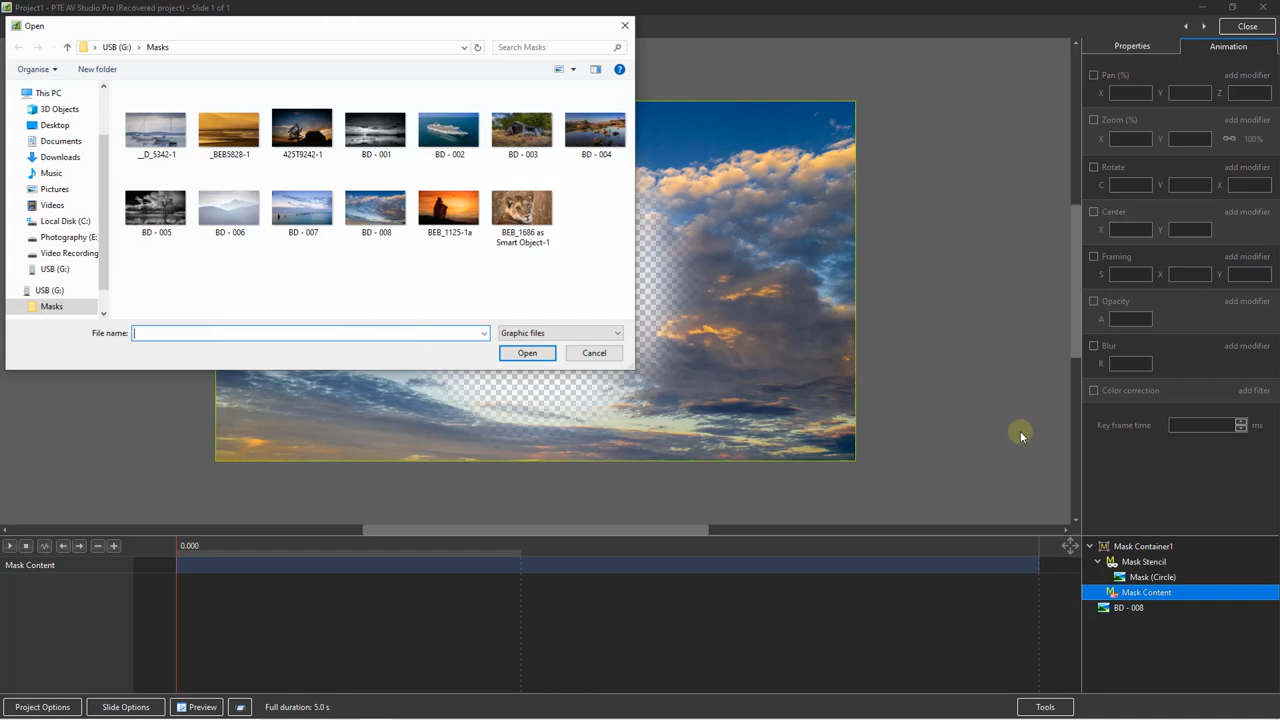 Project1 - PTE AV Studio Pro (Recovered project) - Slide 1 of 1
Open
Close
USB (G:) > Masks
Search Masks
Properties
Animation
Organise
New folder
Pan (%)
add modifier
X Y Z
This PC
3D Objects
Desktop
Documents
Downloads
Music
Pictures
Videos
Local Disk (C:)
Photography (E:
Video Recording
USB (G:)
USB (G:)
Masks
__D_5342-1
_BEB5828-1
425T9242-1
BD - 001
BD - 002
BD - 003
BD - 004
BD - 005
BD - 006
BD - 007
BD - 008
BEB_1125-1a
BEB_1686 as
Smart Object-1
Zoom (%)
add modifier
X Y 100%
Rotate
add modifier
C Y X
Center
add modifier
X Y
Framing
add modifier
S X Y
Opacity
add modifier
A
File name:
Graphic files
Open
Cancel
Blur
add modifier
R
Color correction
add filter
Key frame time
ms
0.000
Mask Content
Mask Container1
Mask Stencil
Mask (Circle)
Mask Content
BD - 008
Project Options
Slide Options
Preview
Full duration: 5.0 s
Tools